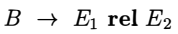 B → E₁ rel E₂